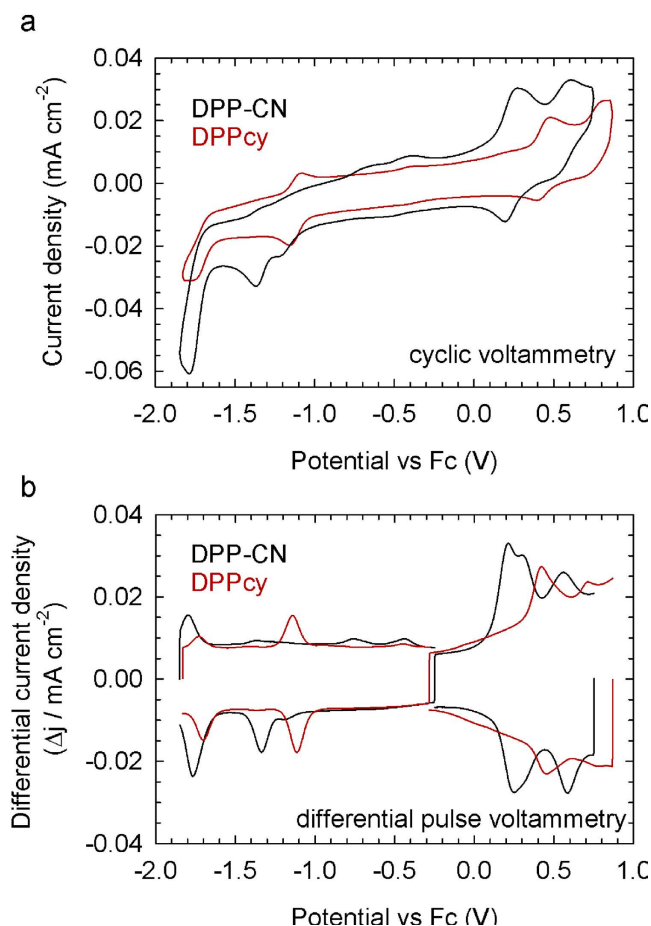 a
0.04
0.02
0.00
-0.02
-0.04
-0.06
Current density (mA cm⁻²)
DPP-CN
DPPcy
cyclic voltammetry
-2.0 -1.5 -1.0 -0.5 0.0 0.5 1.0
Potential vs Fc (V)
b
0.04
0.02
0.00
-0.02
-0.04
Differential current density
(Δj / mA cm⁻²)
DPP-CN
DPPcy
differential pulse voltammetry
-2.0 -1.5 -1.0 -0.5 0.0 0.5 1.0
Potential vs Fc (V)